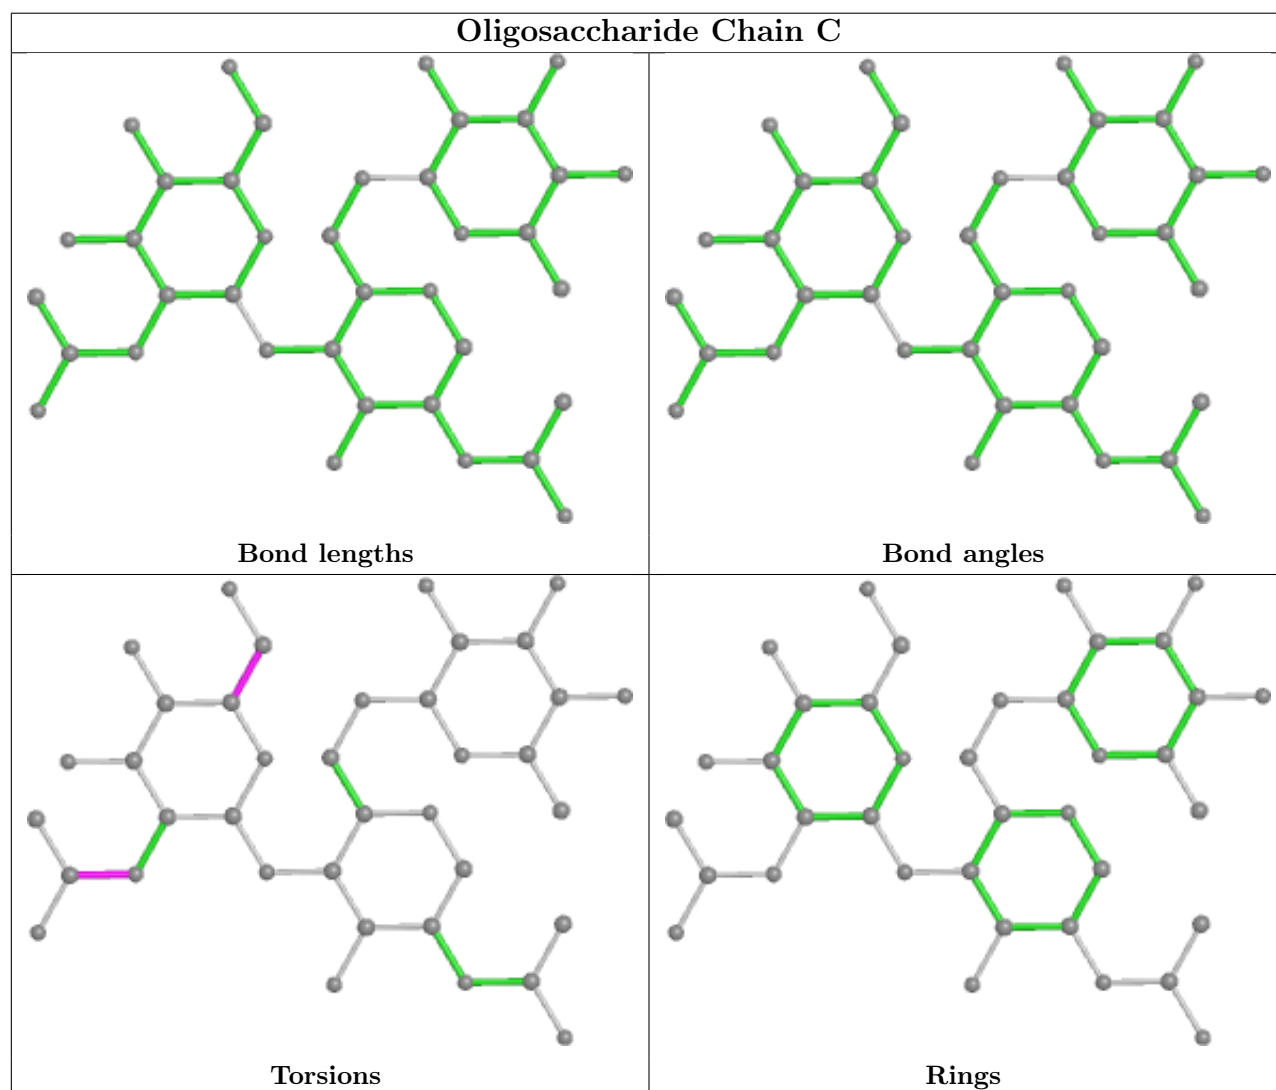 Oligosaccharide Chain C
Bond lengths
Bond angles
Torsions
Rings